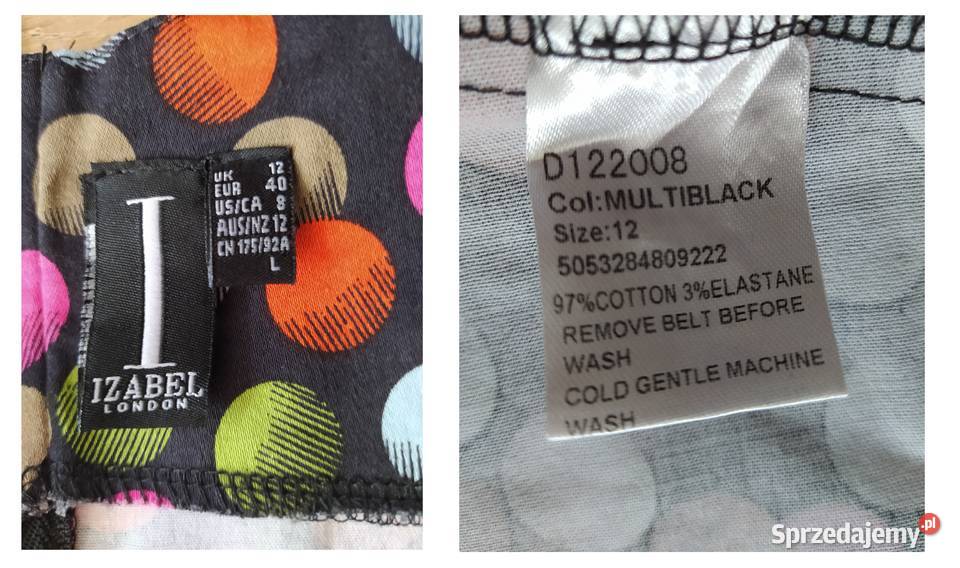 I
IZABEL
LONDON
UK 12
EUR 40
US/CA 8
AUS/NZ 12
CN 175/92A
L
D122008
Col:MULTIBLACK
Size:12
5053284809222
97%COTTON 3%ELASTANE
REMOVE BELT BEFORE
WASH
COLD GENTLE MACHINE
WASH
Sprzedajemy.pl